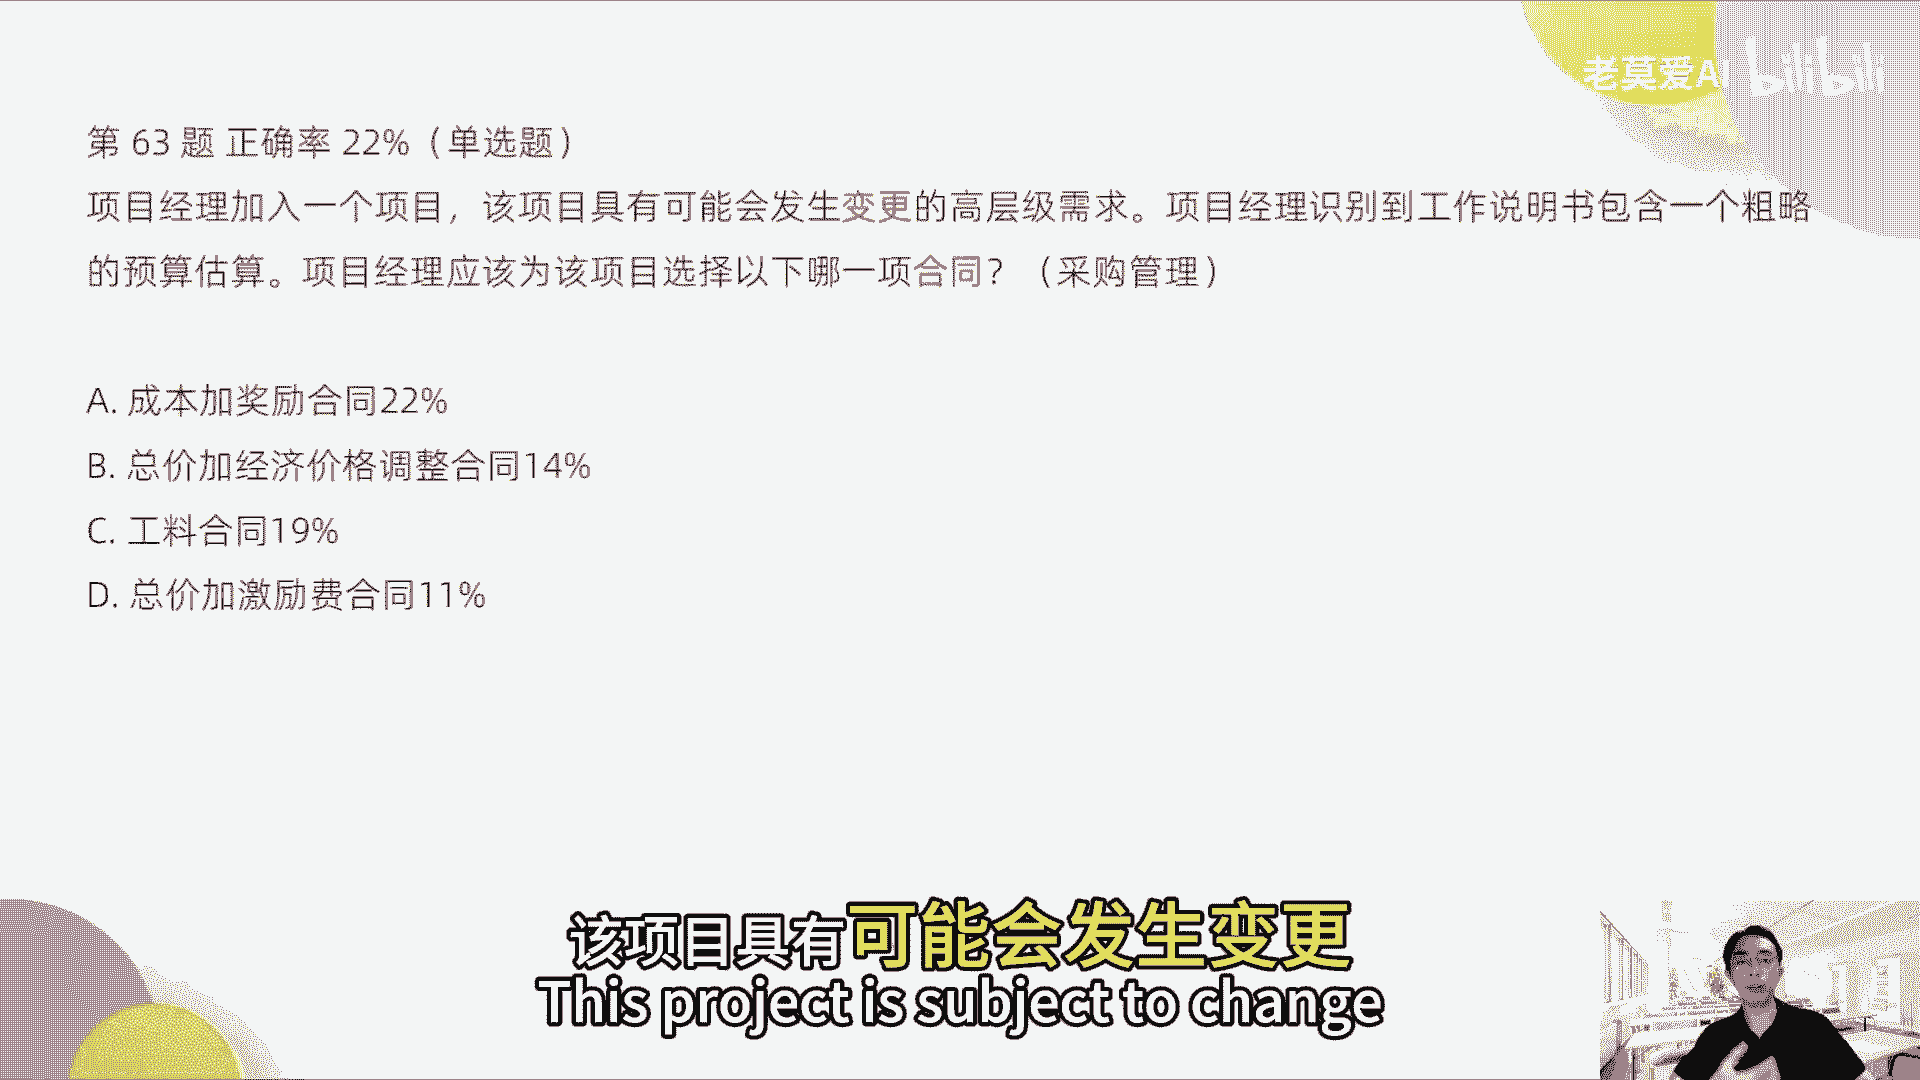 老莫爱AI bilibili
第 63 题 正确率 22%（单选题）
项目经理加入一个项目，该项目具有可能会发生变更的高层级需求。项目经理识别到工作说明书包含一个粗略
的预算估算。项目经理应该为该项目选择以下哪一项合同？（采购管理）
A. 成本加奖励合同22%
B. 总价加经济价格调整合同14%
C. 工料合同19%
D. 总价加激励费合同11%
该项目具有可能会发生变更
This project is subject to change